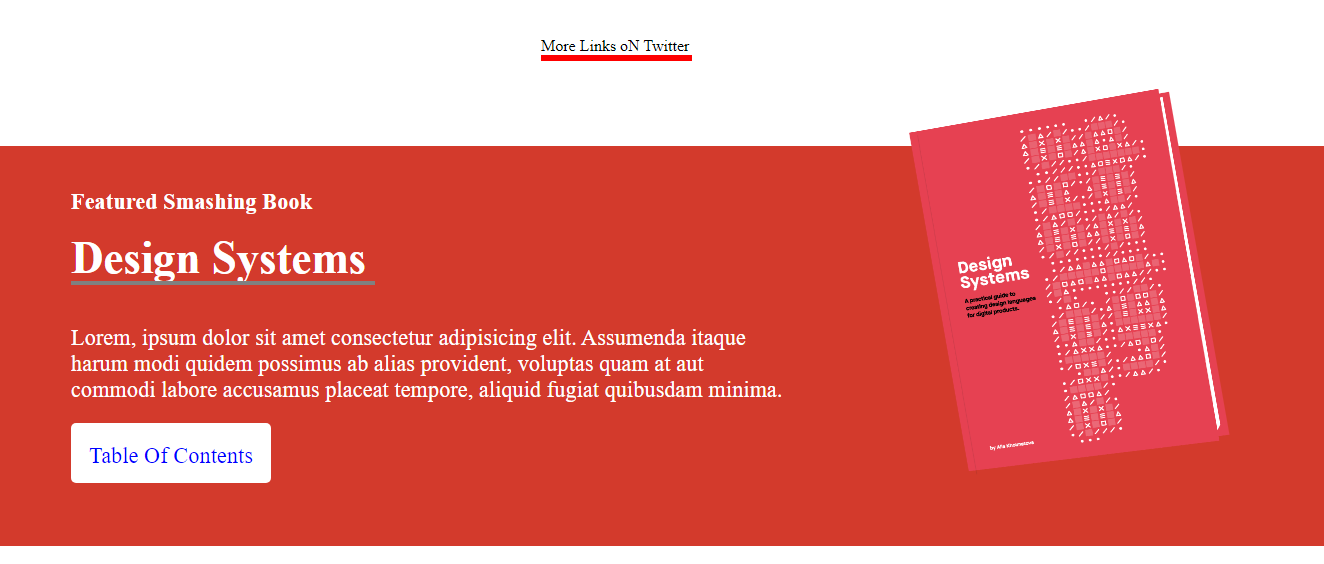 More Links oN Twitter
Featured Smashing Book
Design Systems
Lorem, ipsum dolor sit amet consectetur adipisicing elit. Assumenda itaque
harum modi quidem possimus ab alias provident, voluptas quam at aut
commodi labore accusamus placeat tempore, aliquid fugiat quibusdam minima.
Table Of Contents
Design
Systems
A practical guide to
creating design languages
for digital products.
by Alla Kholmatova